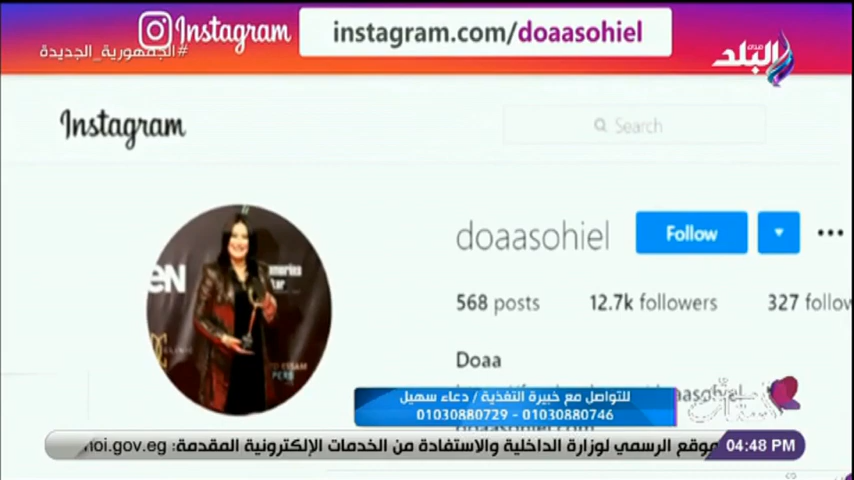 Instagram
instagram.com/doaasohiel
#الجمهورية_الجديدة
صدى البلد
Instagram
Search
doaasohiel
Follow
568 posts
12.7k followers
327 follow
Doaa
للتواصل مع خبيرة التغذية / دعاء سهيل
01030880729 - 01030880746
doaasohiel.com
موقع الرسمي لوزارة الداخلية والاستفادة من الخدمات الإلكترونية المقدمة: moi.gov.eg
04:48 PM